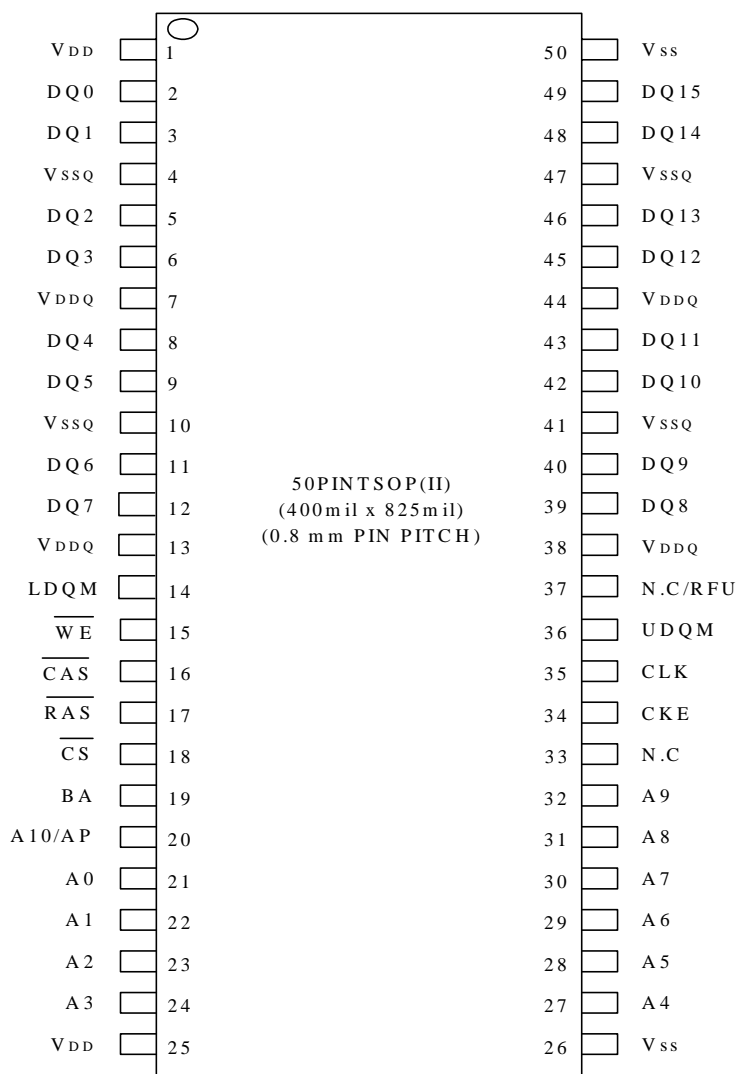 VDD 1 50 Vss
DQ0 2 49 DQ15
DQ1 3 48 DQ14
VssQ 4 47 VssQ
DQ2 5 46 DQ13
DQ3 6 45 DQ12
VDDQ 7 44 VDDQ
DQ4 8 43 DQ11
DQ5 9 42 DQ10
VssQ 10 41 VssQ
DQ6 11 40 DQ9
50PINTSOP(II)
DQ7 12 39 DQ8
(400mil x 825mil)
(0.8 mm PIN PITCH)
VDDQ 13 38 VDDQ
LDQM 14 37 N.C/RFU
W̅E̅ 15 36 UDQM
C̅A̅S̅ 16 35 CLK
R̅A̅S̅ 17 34 CKE
C̅S̅ 18 33 N.C
BA 19 32 A9
A10/AP 20 31 A8
A0 21 30 A7
A1 22 29 A6
A2 23 28 A5
A3 24 27 A4
VDD 25 26 Vss